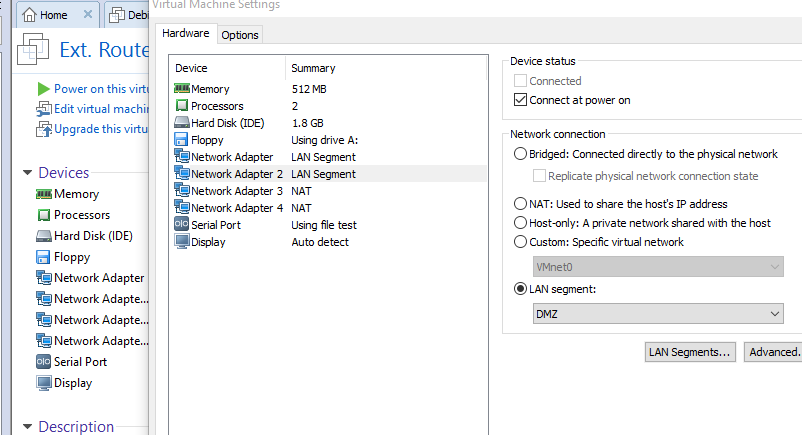 Home
Debi
Ext. Route
Power on this virtu
Edit virtual machin
Upgrade this virtu
Devices
Memory
Processors
Hard Disk (IDE)
Floppy
Network Adapter
Network Adapte...
Network Adapte...
Network Adapte...
Serial Port
Display
Description
Virtual Machine Settings
Hardware
Options
Device Summary
Memory 512 MB
Processors 2
Hard Disk (IDE) 1.8 GB
Floppy Using drive A:
Network Adapter LAN Segment
Network Adapter 2 LAN Segment
Network Adapter 3 NAT
Network Adapter 4 NAT
Serial Port Using file test
Display Auto detect
Device status
Connected
Connect at power on
Network connection
Bridged: Connected directly to the physical network
Replicate physical network connection state
NAT: Used to share the host's IP address
Host-only: A private network shared with the host
Custom: Specific virtual network
VMnet0
LAN segment:
DMZ
LAN Segments... Advanced.